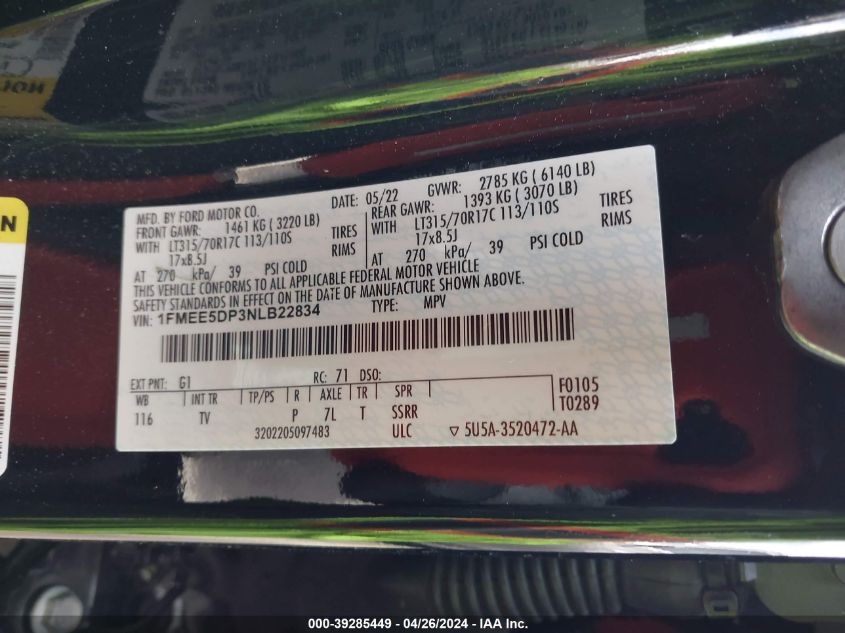 MFD. BY FORD MOTOR CO.
DATE: 05/22 GVWR: 2785 KG ( 6140 LB)
FRONT GAWR: 1461 KG ( 3220 LB)
REAR GAWR: 1393 KG ( 3070 LB)
WITH LT315/70R17C 113/110S TIRES
WITH LT315/70R17C 113/110S TIRES
17x8.5J RIMS
17x8.5J RIMS
AT 270 kPa/ 39 PSI COLD
AT 270 kPa/ 39 PSI COLD
THIS VEHICLE CONFORMS TO ALL APPLICABLE FEDERAL MOTOR VEHICLE
SAFETY STANDARDS IN EFFECT ON THE DATE OF MANUFACTURE SHOWN ABOVE.
VIN: 1FMEE5DP3NLB22834 TYPE: MPV
EXT PNT: G1 RC: 71 DSO:
WB INT TR TP/PS R AXLE TR SPR F0105
116 TV P 7L T SSRR T0289
3202205097483 ULC ▽ 5U5A-3520472-AA
000-39285449 - 04/26/2024 - IAA Inc.